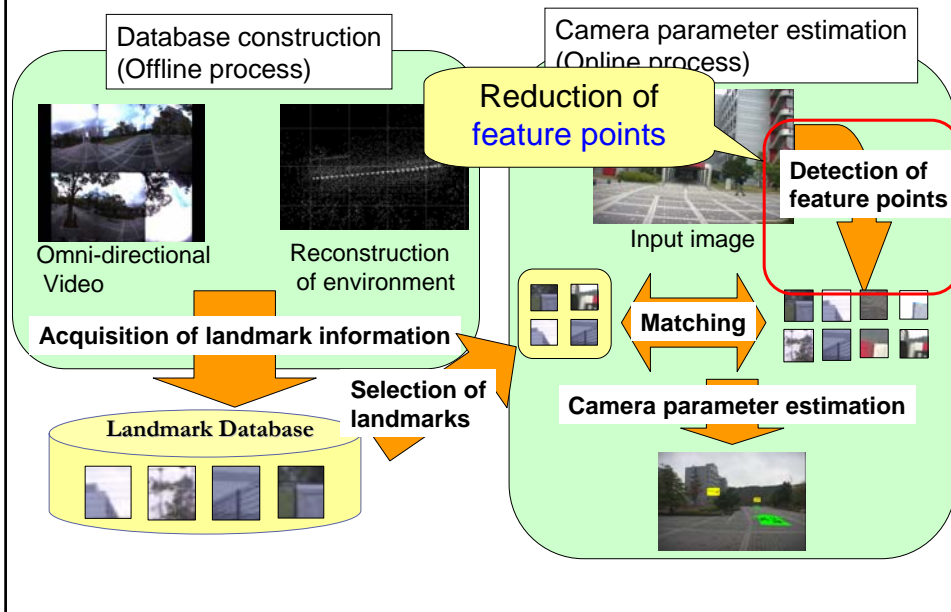 Database construction
(Offline process)
Omni-directional
Video
Reconstruction
of environment
Acquisition of landmark information
Landmark Database
Selection of
landmarks
Camera parameter estimation
(Online process)
Reduction of
feature points
Input image
Detection of
feature points
Matching
Camera parameter estimation